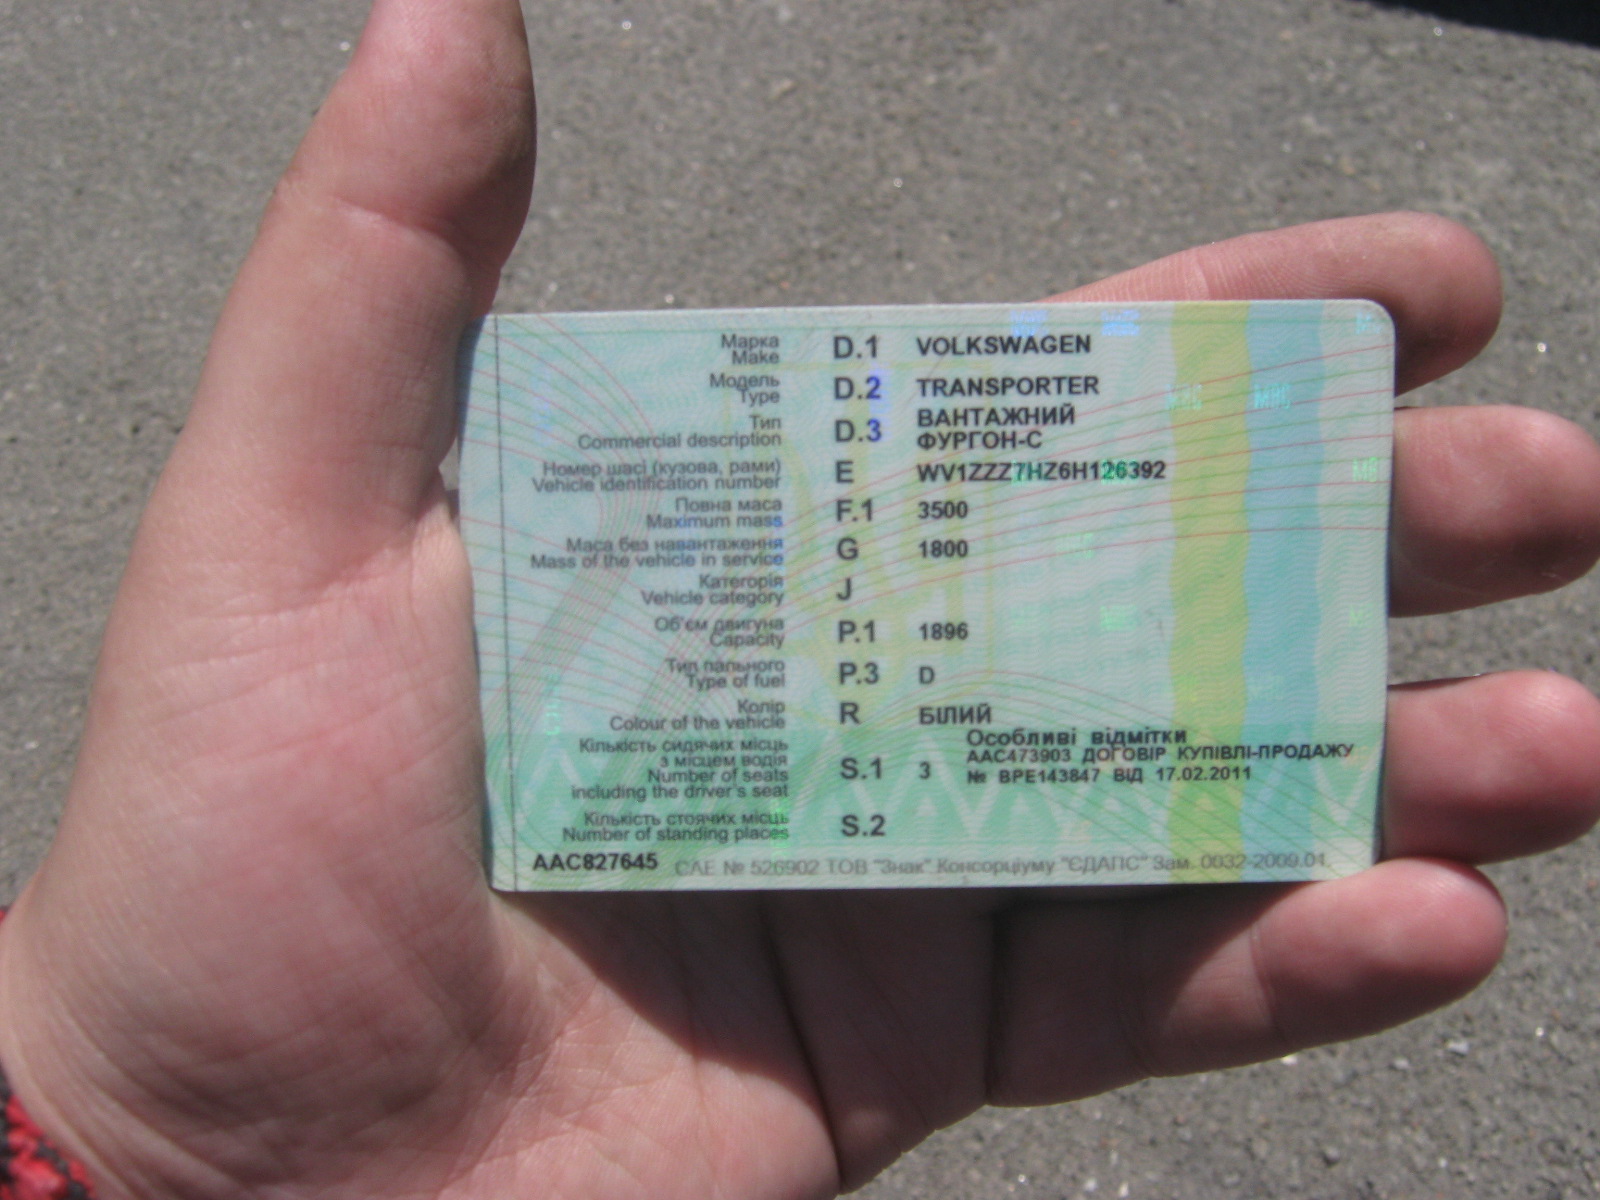 Марка
Make D.1 VOLKSWAGEN
Модель
Type D.2 TRANSPORTER
Тип
Commercial description D.3 ВАНТАЖНИЙ
ФУРГОН-С
Номер шасі (кузова, рами)
Vehicle identification number E WV1ZZZ7HZ6H126392
Повна маса
Maximum mass F.1 3500
Маса без навантаження
Mass of the vehicle in service G 1800
Категорія
Vehicle category J
Об'єм двигуна
Capacity P.1 1896
Тип пального
Type of fuel P.3 D
Колір
Colour of the vehicle R БІЛИЙ
Кількість сидячих місць
з місцем водія
Number of seats
including the driver's seat S.1 3
Особливі відмітки
ААС473903 ДОГОВІР КУПІВЛІ-ПРОДАЖУ
№ ВРЕ143847 ВІД 17.02.2011
Кількість стоячих місць
Number of standing places S.2
ААС827645 САЕ № 526902 ТОВ "Знак" Консорціуму "ЄДАПС" Зам. 0032-2009.01.